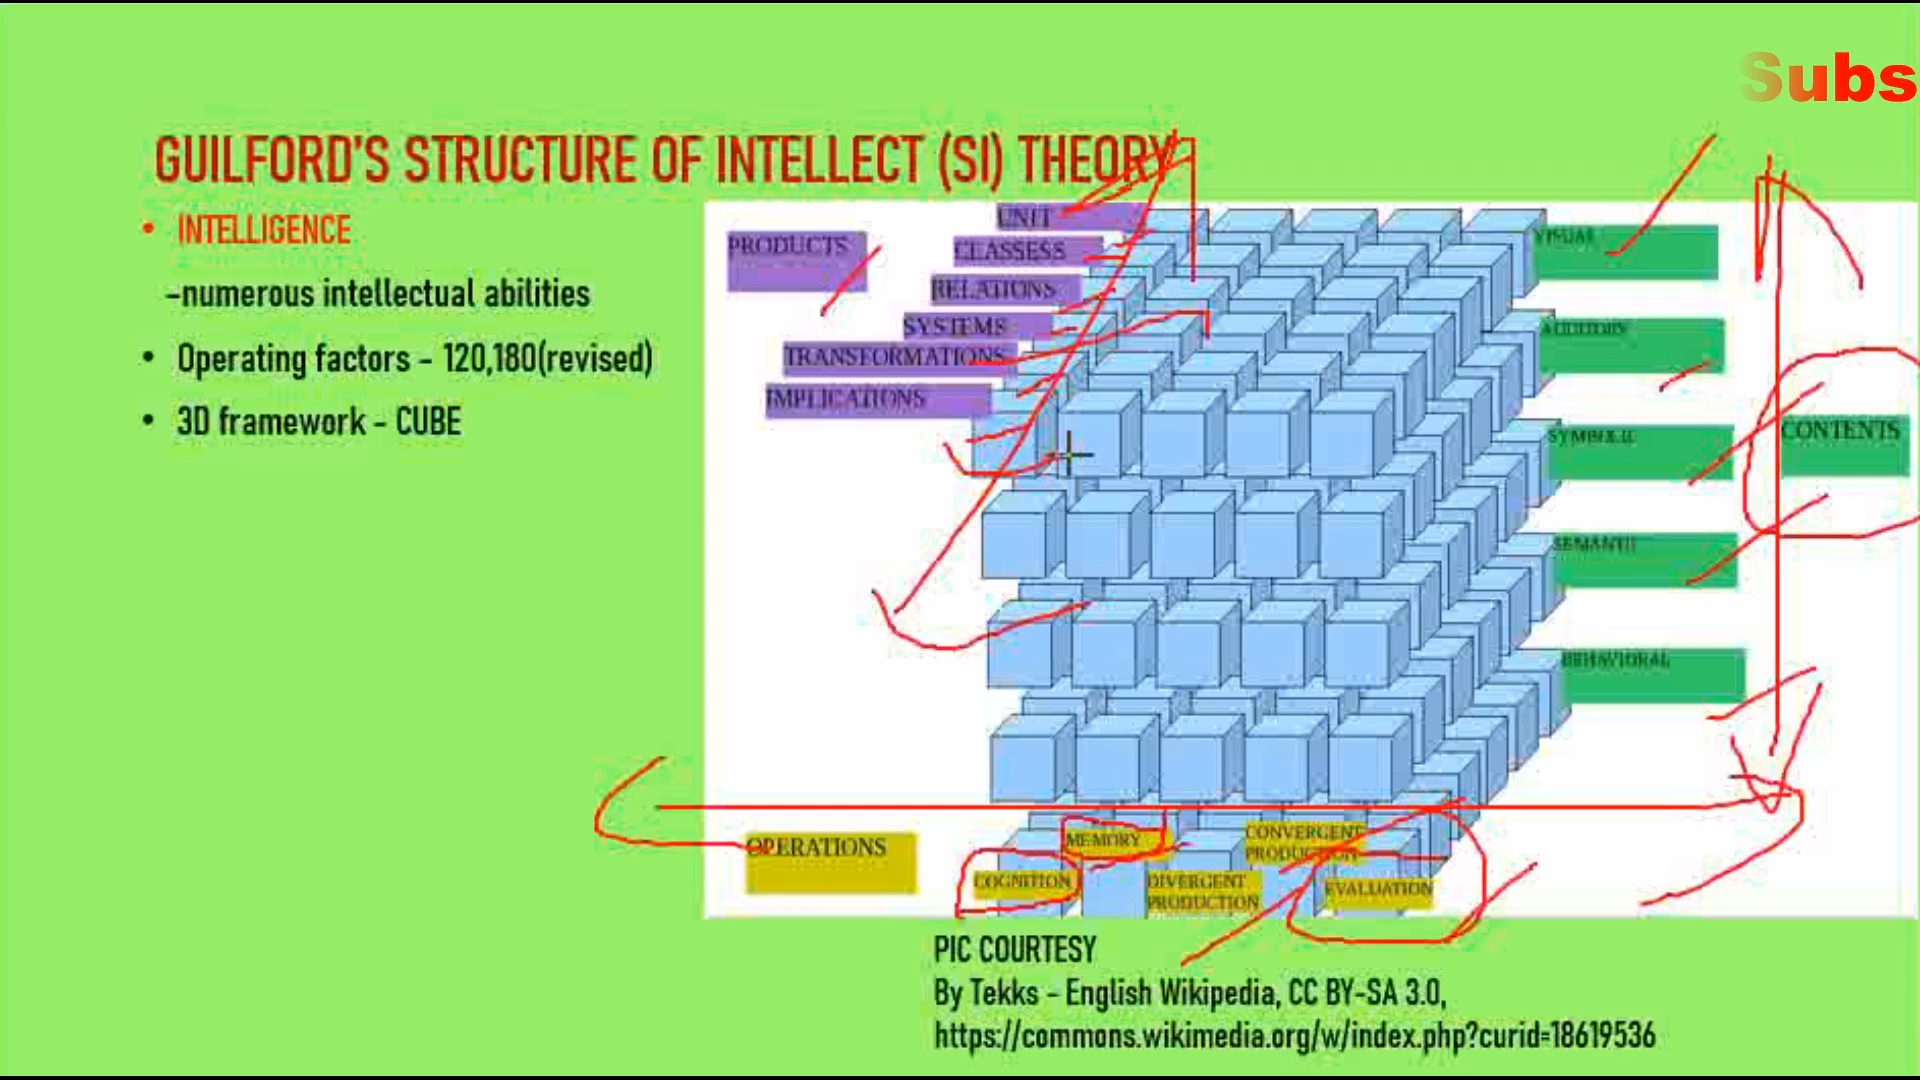 Subs
GUILFORD'S STRUCTURE OF INTELLECT (SI) THEORY
• INTELLIGENCE
-numerous intellectual abilities
• Operating factors - 120,180(revised)
• 3D framework - CUBE
PRODUCTS
UNIT
CLASSESS
RELATIONS
SYSTEMS
TRANSFORMATIONS
IMPLICATIONS
VISUAL
AUDITORY
SYMBOLIC
SEMANTIC
BEHAVIORAL
CONTENTS
OPERATIONS
COGNITION
MEMORY
DIVERGENT
PRODUCTION
CONVERGENT
PRODUCTION
EVALUATION
PIC COURTESY
By Tekks - English Wikipedia, CC BY-SA 3.0,
https://commons.wikimedia.org/w/index.php?curid=18619536